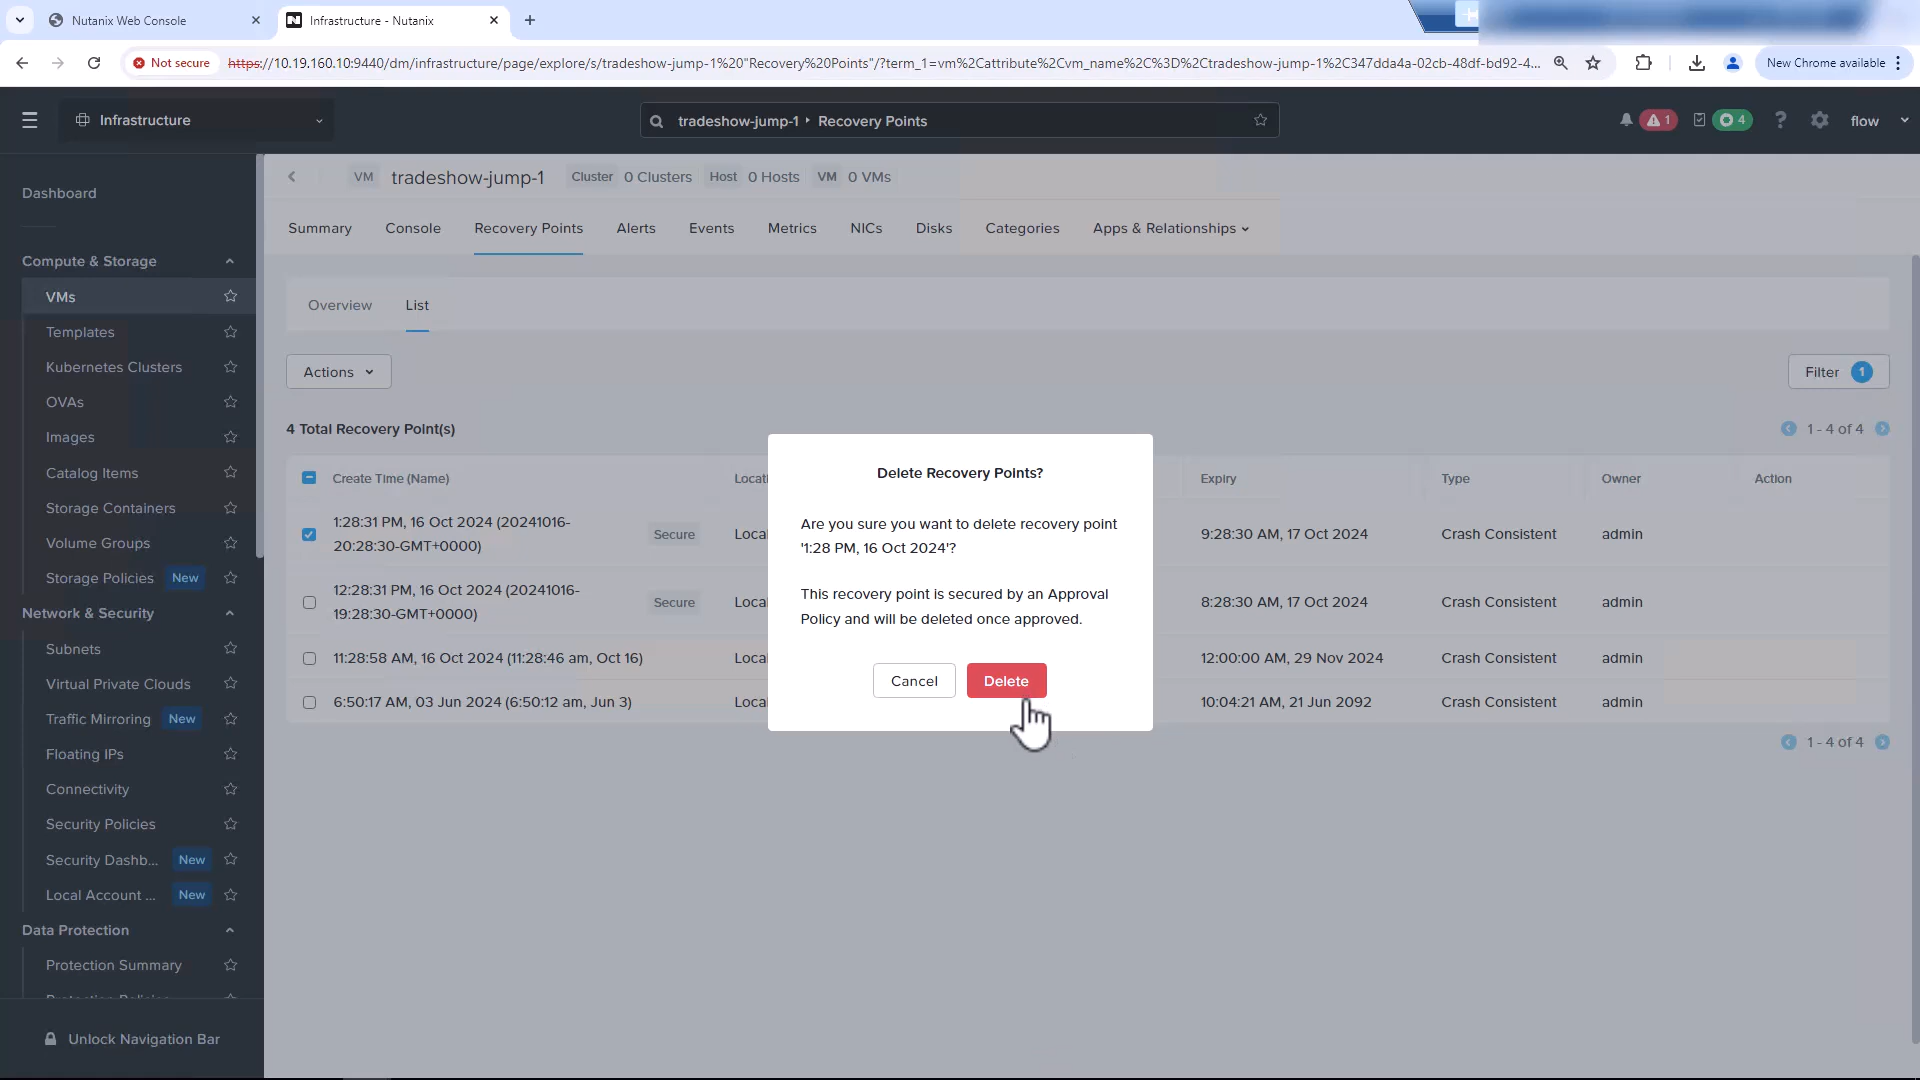 Nutanix Web Console
Infrastructure - Nutanix
Not secure
https://10.19.160.10:9440/dm/infrastructure/page/explore/s/tradeshow-jump-1%20"Recovery%20Points"/?term_1=vm%2Cattribute%2Cvm_name%2C%3D%2Ctradeshow-jump-1%2C347dda4a-02cb-48df-bd92-4...
New Chrome available
Infrastructure
tradeshow-jump-1 Recovery Points
1
4
flow
Dashboard
Compute & Storage
VMs
Templates
Kubernetes Clusters
OVAs
Images
Catalog Items
Storage Containers
Volume Groups
Storage Policies New
Network & Security
Subnets
Virtual Private Clouds
Traffic Mirroring New
Floating IPs
Connectivity
Security Policies
Security Dashb... New
Local Account ... New
Data Protection
Protection Summary
Unlock Navigation Bar
VM tradeshow-jump-1 Cluster 0 Clusters Host 0 Hosts VM 0 VMs
Summary Console Recovery Points Alerts Events Metrics NICs Disks Categories Apps & Relationships
Overview List
Actions
Filter 1
4 Total Recovery Point(s)
1 - 4 of 4
Create Time (Name) Locati Expiry Type Owner Action
1:28:31 PM, 16 Oct 2024 (20241016-
20:28:30-GMT+0000) Secure Local 9:28:30 AM, 17 Oct 2024 Crash Consistent admin
12:28:31 PM, 16 Oct 2024 (20241016-
19:28:30-GMT+0000) Secure Local 8:28:30 AM, 17 Oct 2024 Crash Consistent admin
11:28:58 AM, 16 Oct 2024 (11:28:46 am, Oct 16) Local 12:00:00 AM, 29 Nov 2024 Crash Consistent admin
6:50:17 AM, 03 Jun 2024 (6:50:12 am, Jun 3) Local 10:04:21 AM, 21 Jun 2092 Crash Consistent admin
1 - 4 of 4
Delete Recovery Points?
Are you sure you want to delete recovery point
'1:28 PM, 16 Oct 2024'?
This recovery point is secured by an Approval
Policy and will be deleted once approved.
Cancel
Delete